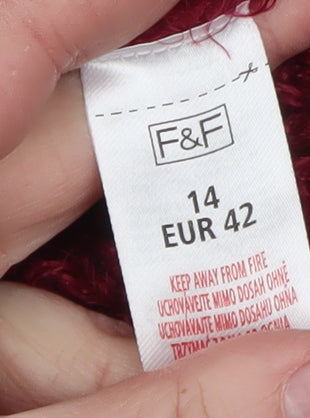 F&F
14
EUR 42
KEEP AWAY FROM FIRE
UCHOVÁVEJTE MIMO DOSAH OHNĚ
UCHOVÁVAJTE MIMO DOSAHU OHŇA